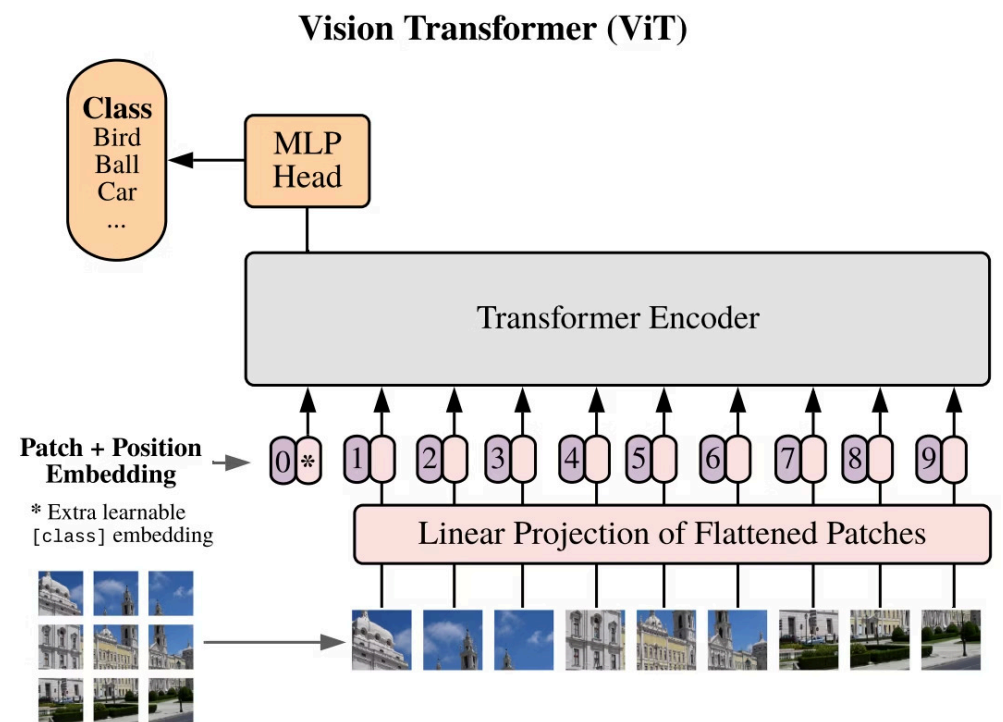 Vision Transformer (ViT)
Class
Bird
Ball
Car
...
MLP
Head
Transformer Encoder
Patch + Position
Embedding
0 * 1 2 3 4 5 6 7 8 9
* Extra learnable
[class] embedding
Linear Projection of Flattened Patches